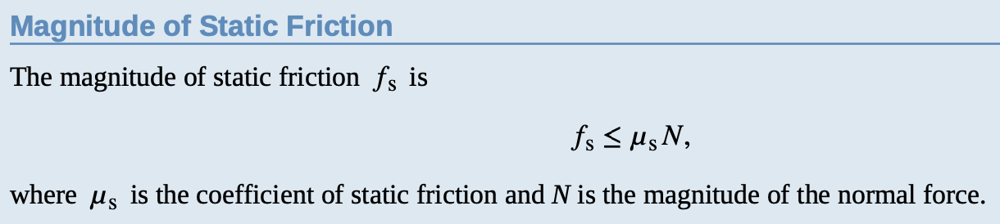 Magnitude of Static Friction
The magnitude of static friction fₛ is
fₛ ≤ μₛN,
where μₛ is the coefficient of static friction and N is the magnitude of the normal force.